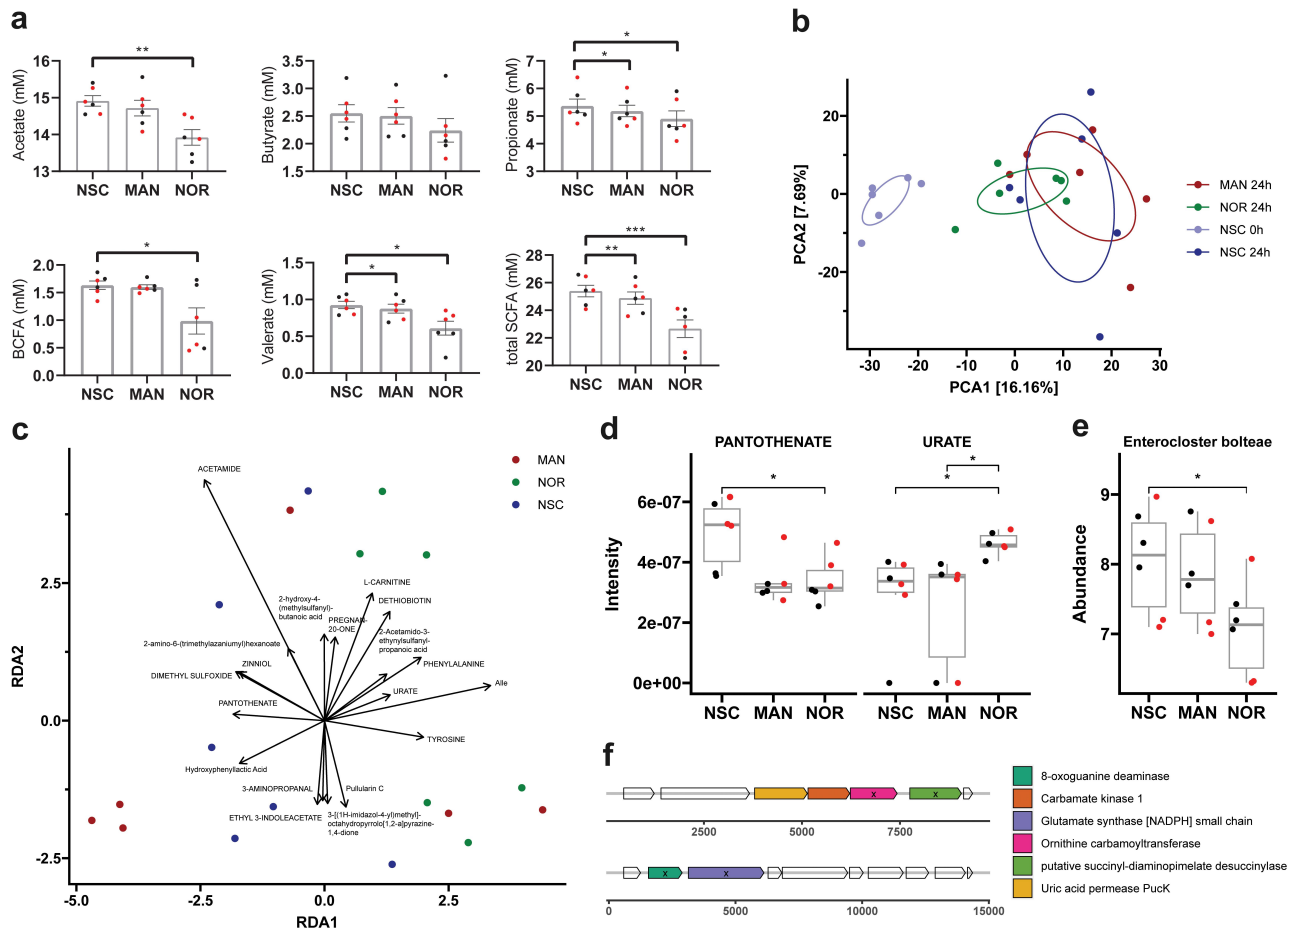 a
Acetate (mM)
16
15
14
13
**
NSC MAN NOR
Butyrate (mM)
3.5
3.0
2.5
2.0
1.5
NSC MAN NOR
Propionate (mM)
7
6
5
4
3
*
*
NSC MAN NOR
BCFA (mM)
2.0
1.5
1.0
0.5
0.0
*
NSC MAN NOR
Valerate (mM)
1.5
1.0
0.5
0.0
*
*
NSC MAN NOR
total SCFA (mM)
28
26
24
22
20
***
**
NSC MAN NOR
b
PCA2 [7.69%]
20
0
-20
-30 -20 -10 0 10 20 30
PCA1 [16.16%]
MAN 24h
NOR 24h
NSC 0h
NSC 24h
c
RDA2
2.5
0.0
-2.5
-5.0 -2.5 0.0 2.5
RDA1
MAN
NOR
NSC
ACETAMIDE
L-CARNITINE
2-hydroxy-4-
(methylsulfanyl)-
butanoic acid
DETHIOBIOTIN
PREGNAN-
20-ONE
2-Acetamido-3-
ethynylsulfanyl-
propanoic acid
2-amino-6-(trimethylazaniumyl)hexanoate
ZINNIOL
PHENYLALANINE
DIMETHYL SULFOXIDE
Alle
URATE
PANTOTHENATE
TYROSINE
Hydroxyphenyllactic Acid
3-AMINOPROPANAL
Pullularin C
ETHYL 3-INDOLEACETATE
3-[(1H-imidazol-4-yl)methyl]-
octahydropyrrolo[1,2-a]pyrazine-
1,4-dione
d
PANTOTHENATE
URATE
Intensity
6e-07
4e-07
2e-07
0e+00
*
*
*
NSC MAN NOR
NSC MAN NOR
e
Enterocloster bolteae
Abundance
9
8
7
*
NSC MAN NOR
f
x x
2500 5000 7500
x x
0 5000 10000 15000
8-oxoguanine deaminase
Carbamate kinase 1
Glutamate synthase [NADPH] small chain
Ornithine carbamoyltransferase
putative succinyl-diaminopimelate desuccinylase
Uric acid permease PucK